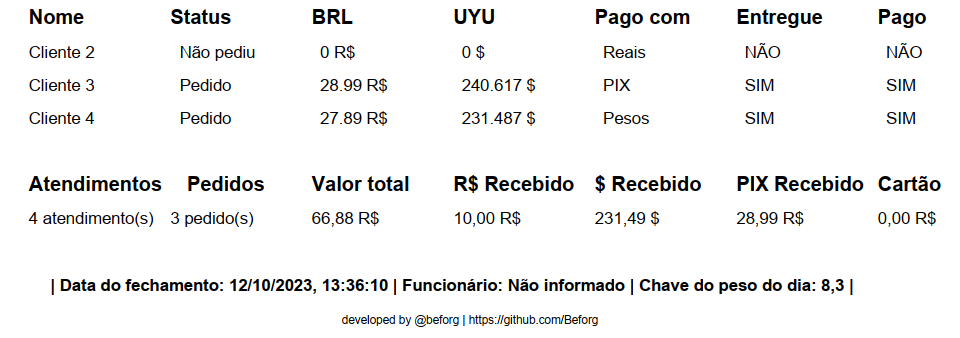 Nome Status BRL UYU Pago com Entregue Pago
Cliente 2 Não pediu 0 R$ 0 $ Reais NÃO NÃO
Cliente 3 Pedido 28.99 R$ 240.617 $ PIX SIM SIM
Cliente 4 Pedido 27.89 R$ 231.487 $ Pesos SIM SIM
Atendimentos Pedidos Valor total R$ Recebido $ Recebido PIX Recebido Cartão
4 atendimento(s) 3 pedido(s) 66,88 R$ 10,00 R$ 231,49 $ 28,99 R$ 0,00 R$
| Data do fechamento: 12/10/2023, 13:36:10 | Funcionário: Não informado | Chave do peso do dia: 8,3 |
developed by @beforg | https://github.com/Beforg